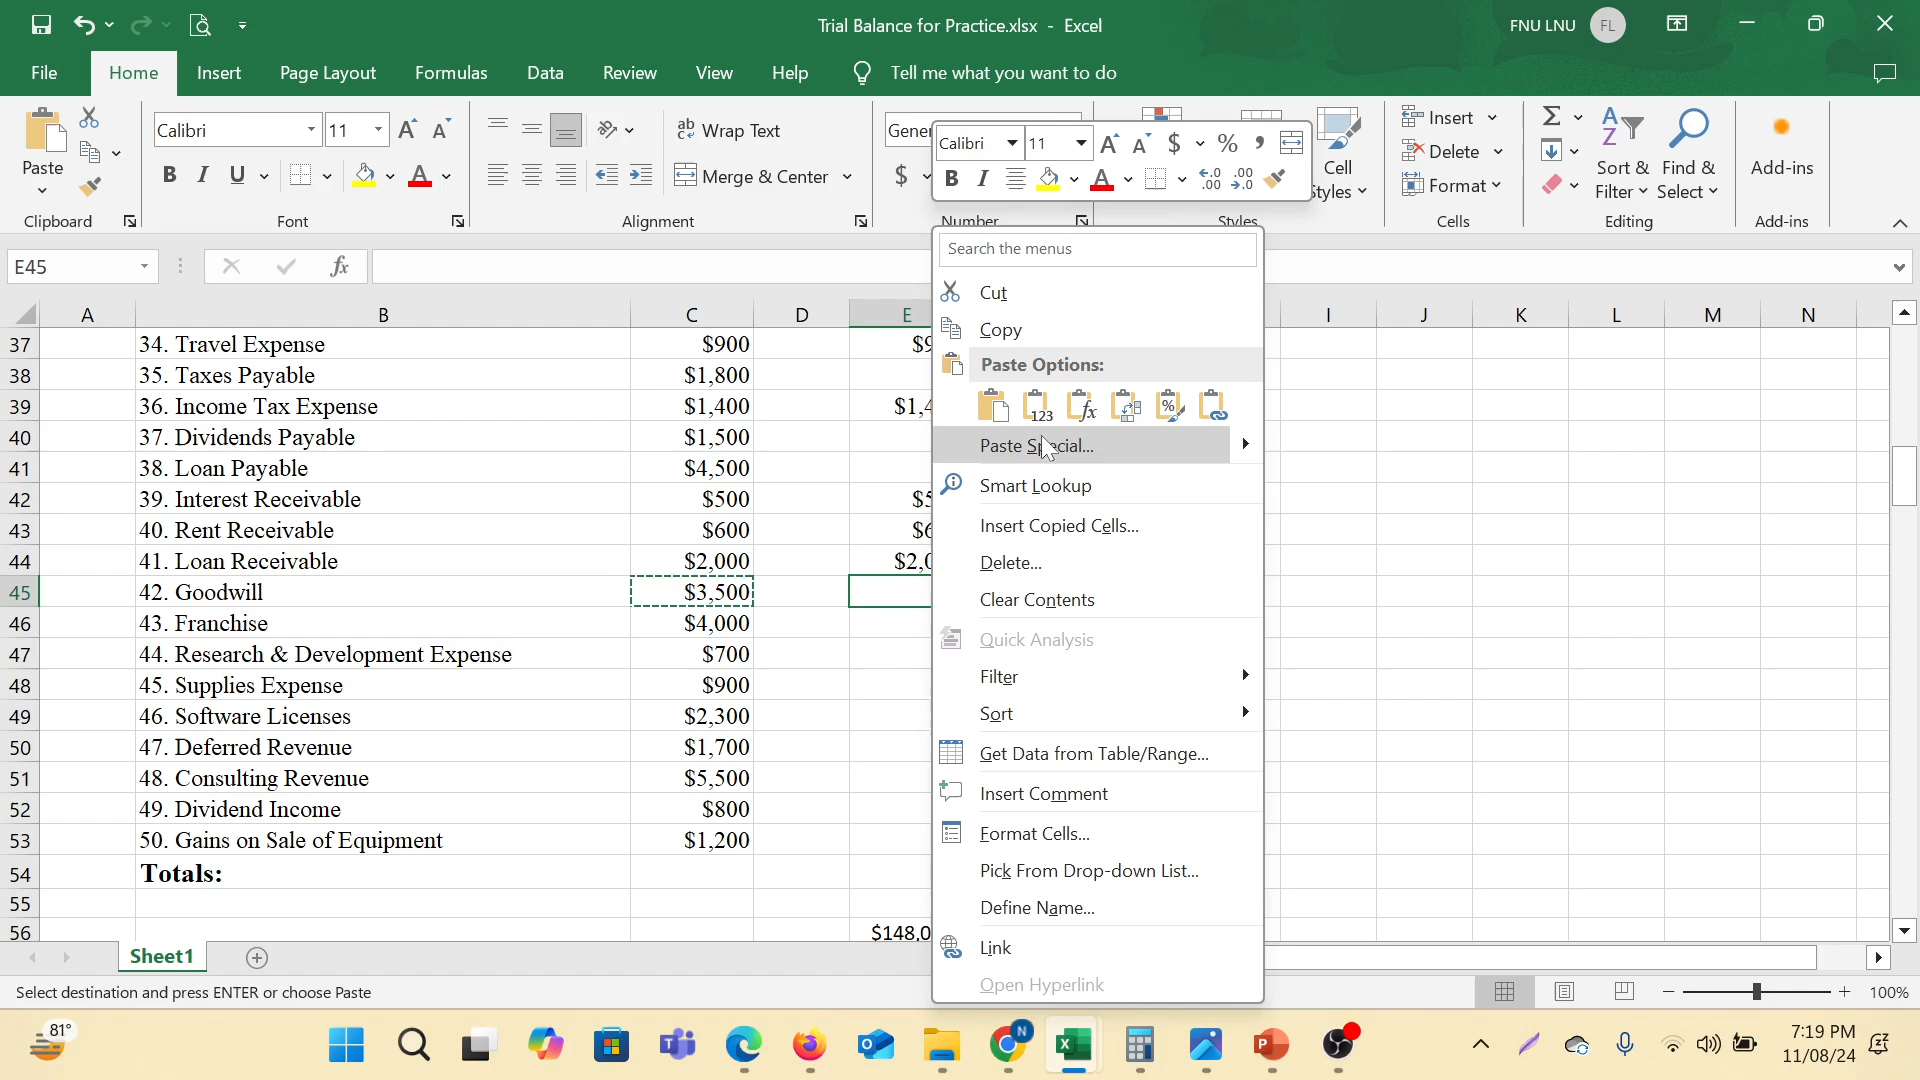 Trial Balance for Practice.xlsx - Excel
FNU LNU FL
File Home Insert Page Layout Formulas Data Review View Help Tell me what you want to do
Paste
Clipboard
Calibri 11
B I U A
Font
ab Wrap Text
Merge & Center
Alignment
Gener
$
Number
Calibri 11 $ % ,
B I A
Styles
Cell
Styles
Insert
Delete
Format
Cells
Sort &
Filter
Find &
Select
Editing
Add-ins
Add-ins
E45
fx
A B C D E I J K L M N
37 34. Travel Expense $900
38 35. Taxes Payable $1,800
39 36. Income Tax Expense $1,400 $1,4
40 37. Dividends Payable $1,500
41 38. Loan Payable $4,500
42 39. Interest Receivable $500
43 40. Rent Receivable $600
44 41. Loan Receivable $2,000 $2,0
45 42. Goodwill $3,500
46 43. Franchise $4,000
47 44. Research & Development Expense $700
48 45. Supplies Expense $900
49 46. Software Licenses $2,300
50 47. Deferred Revenue $1,700
51 48. Consulting Revenue $5,500
52 49. Dividend Income $800
53 50. Gains on Sale of Equipment $1,200
54 Totals:
55
56 $148,0
Search the menus
Cut
Copy
Paste Options:
Paste Special...
Smart Lookup
Insert Copied Cells...
Delete...
Clear Contents
Quick Analysis
Filter
Sort
Get Data from Table/Range...
Insert Comment
Format Cells...
Pick From Drop-down List...
Define Name...
Link
Open Hyperlink
Sheet1
Select destination and press ENTER or choose Paste
100%
81°
7:19 PM
11/08/24